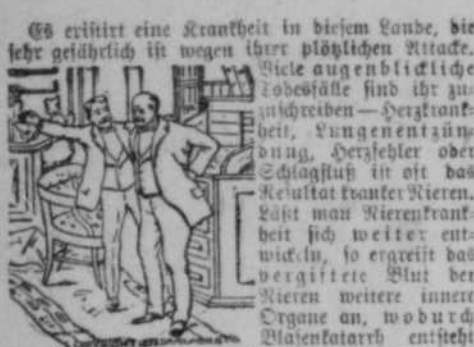 Es existirt eine Krankheit in diesem Lande, die
sehr gefährlich ist wegen ihrer plötzlichen Attacke.
Viele augenblickliche
Todesfälle sind ihr zu-
zuschreiben — Herzkrank-
heit, Lungenentzün-
dung, Herzfehler oder
Schlagfluß ist oft das
Resultat kranker Nieren.
Läßt man Nierenkrank
heit sich weiter ent-
wickeln, so ergreift das
vergiftete Blut der
Nieren weitere innere
Organe an, wodurch
Blasenkatarrh entsteht